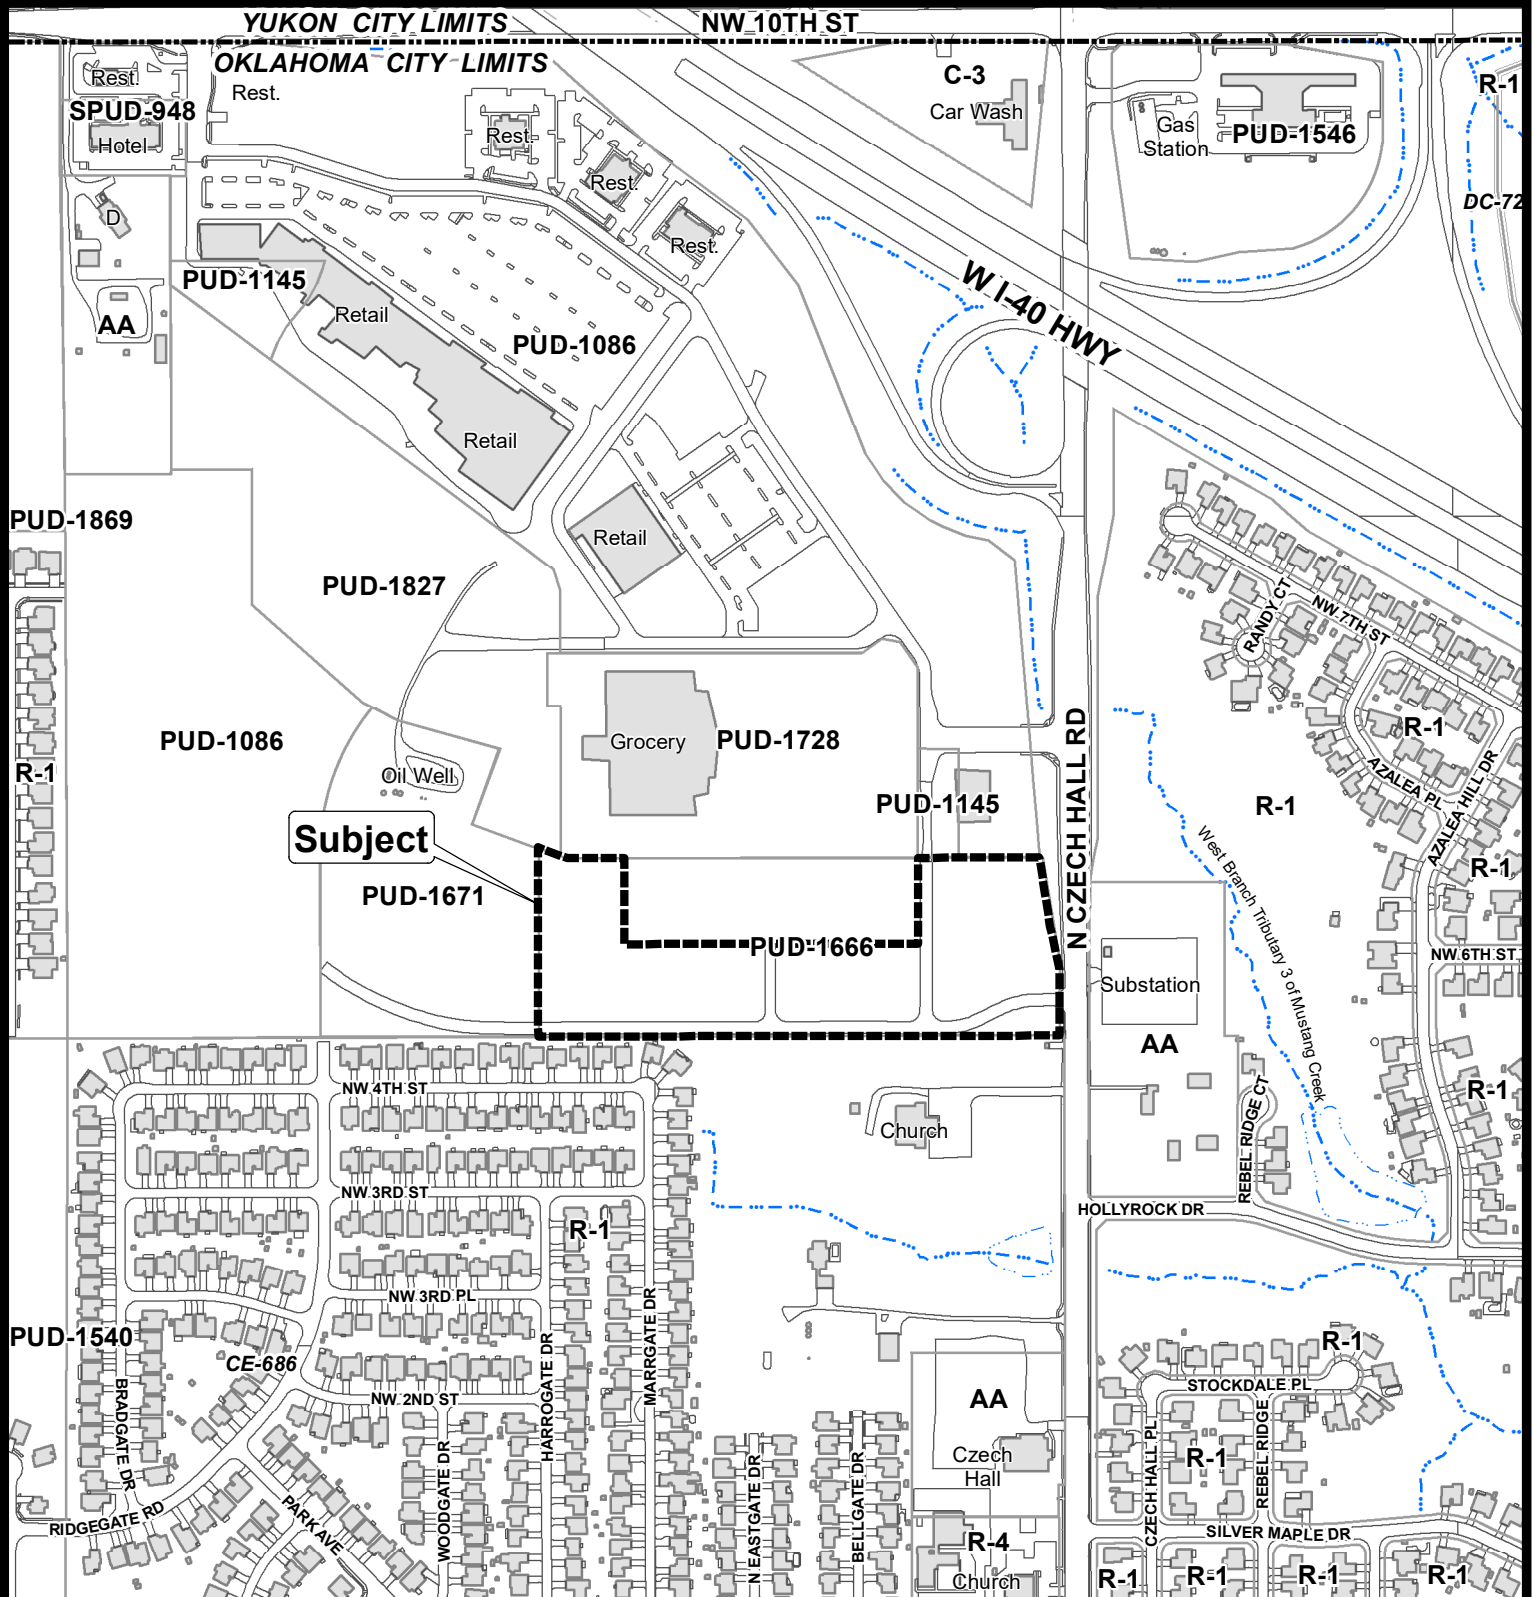 YUKON CITY LIMITS
NW 10TH ST
OKLAHOMA CITY LIMITS
Rest.
Rest.
SPUD-948
Hotel
C-3
Car Wash
R-1
Gas
Station
PUD-1546
Rest.
Rest.
Rest.
DC-72
D
W I-40 HWY
PUD-1145
Retail
AA
PUD-1086
Retail
PUD-1869
Retail
PUD-1827
RANDY CT
NW 7TH ST
PUD-1086
Grocery
PUD-1728
R-1
R-1
Oil Well
AZALEA PL
AZALEA HILL DR
PUD-1145
R-1
N CZECH HALL RD
Subject
West Branch Tributary 3 of Mustang Creek
R-1
PUD-1671
PUD-1666
NW 6TH ST
Substation
AA
NW 4TH ST
R-1
Church
REBEL RIDGE CT
NW 3RD ST
HOLLYROCK DR
R-1
NW 3RD PL
MARRGATE DR
PUD-1540
CE-686
HARROGATE DR
R-1
BRADGATE DR
NW 2ND ST
STOCKDALE PL
AA
CZECH HALL PL
REBEL RIDGE
WOODGATE DR
Czech
Hall
R-1
N EASTGATE DR
BELLGATE DR
RIDGEGATE RD
PARK AVE
SILVER MAPLE DR
R-4
Church
R-1
R-1
R-1
R-1